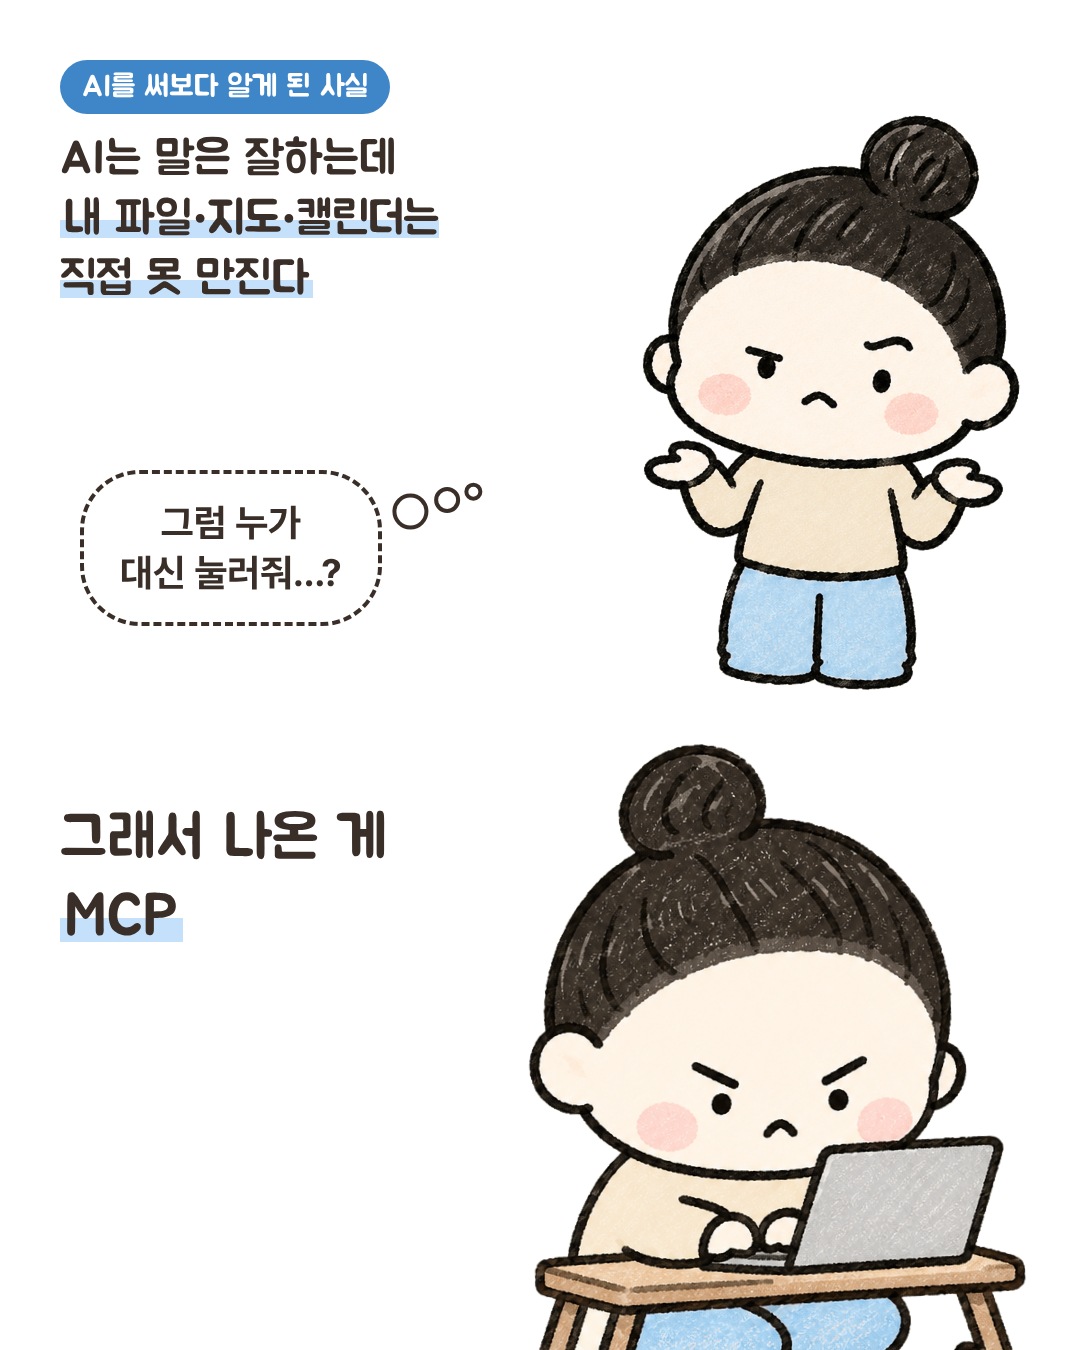 AI를 써보다 알게 된 사실
AI는 말은 잘하는데
내 파일·지도·캘린더는
직접 못 만진다
그럼 누가
대신 눌러줘...?
그래서 나온 게
MCP